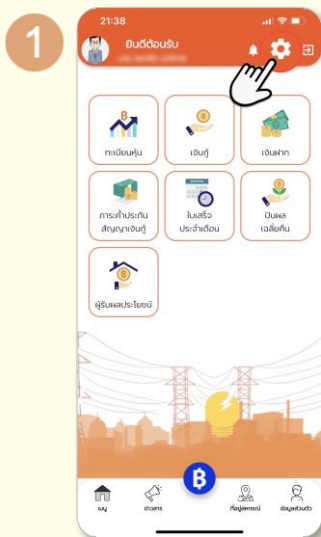 1
21:38
ยินดีต้อนรับ
ทะเบียนหุ้น
เงินกู้
เงินฝาก
ภาระค้ำประกัน
สัญญาเงินกู้
ใบเสร็จ
ประจำเดือน
ปันผล
เฉลี่ยคืน
ผู้รับผลประโยชน์
เมนู
ข่าวสาร
฿
ที่อยู่สหกรณ์
ข้อมูลส่วนตัว